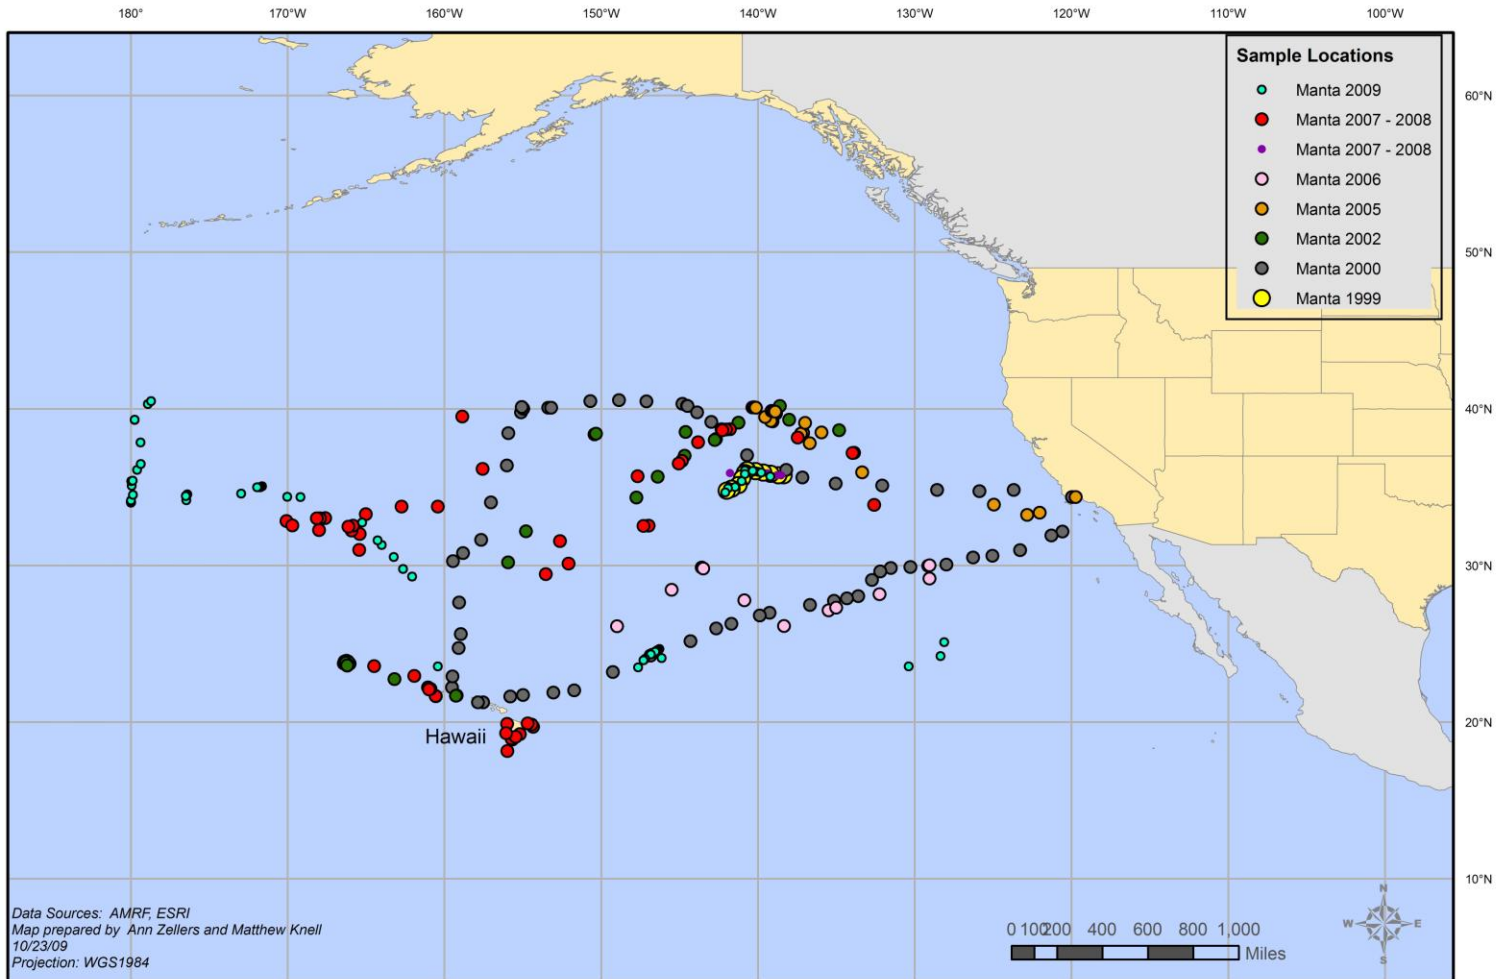 180° 170°W 160°W 150°W 140°W 130°W 120°W 110°W 100°W
Sample Locations
Manta 2009
Manta 2007 - 2008
Manta 2007 - 2008
Manta 2006
Manta 2005
Manta 2002
Manta 2000
Manta 1999
60°N
50°N
40°N
30°N
20°N
10°N
Hawaii
Data Sources: AMRF, ESRI
Map prepared by Ann Zellers and Matthew Knell
10/23/09
Projection: WGS1984
0 100200 400 600 800 1,000
Miles
N
W E
S